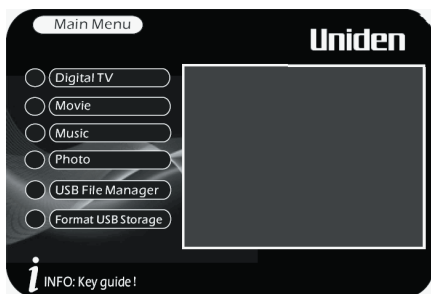 Main Menu
Uniden
Digital TV
Movie
Music
Photo
USB File Manager
Format USB Storage
i INFO: Key guide !